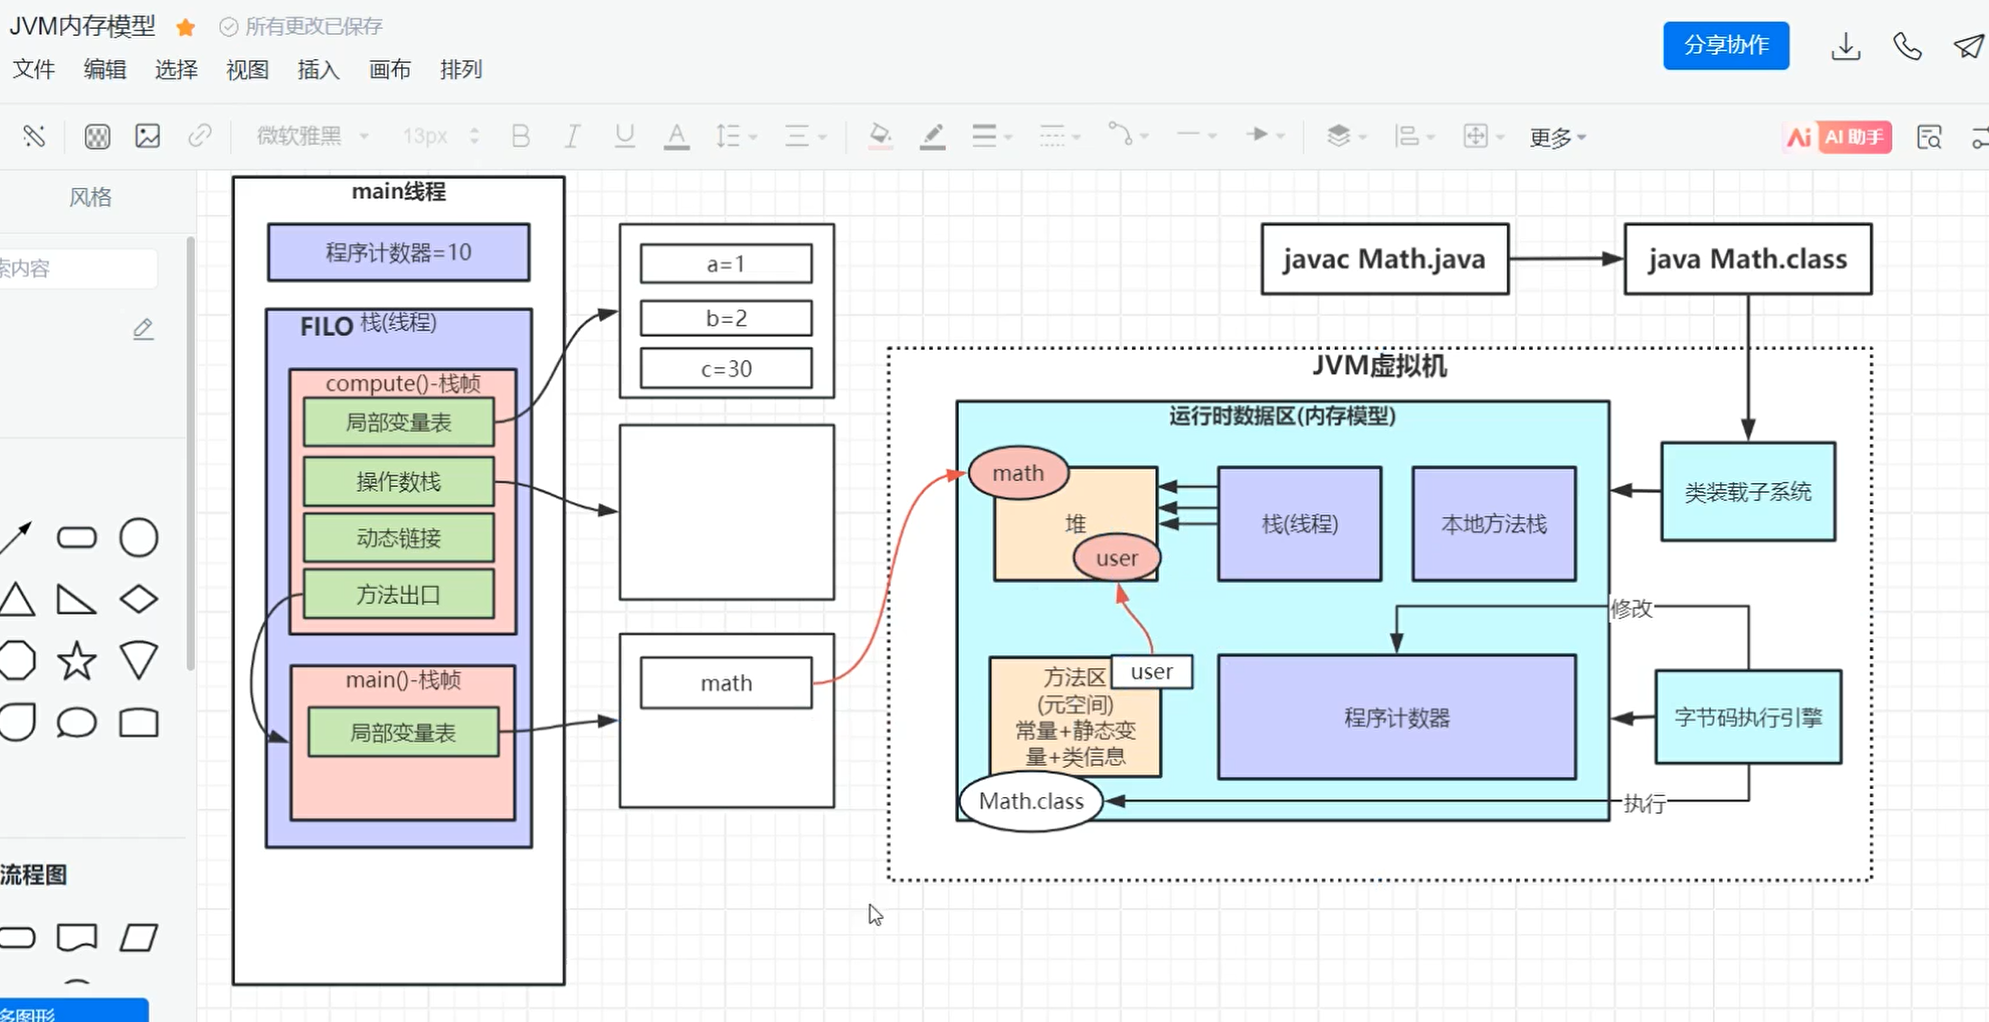 JVM内存模型
所有更改已保存
分享协作
文件 编辑 选择 视图 插入 画布 排列
微软雅黑 13px 更多
Ai AI 助手
风格
索内容
流程图
多图形
main线程
程序计数器=10
FILO 栈(线程)
compute()-栈帧
局部变量表
操作数栈
动态链接
方法出口
main()-栈帧
局部变量表
a=1
b=2
c=30
math
javac Math.java
java Math.class
JVM虚拟机
运行时数据区(内存模型)
math
堆
user
栈(线程)
本地方法栈
类装载子系统
修改
方法区
(元空间)
常量+静态变
量+类信息
user
程序计数器
字节码执行引擎
Math.class
执行